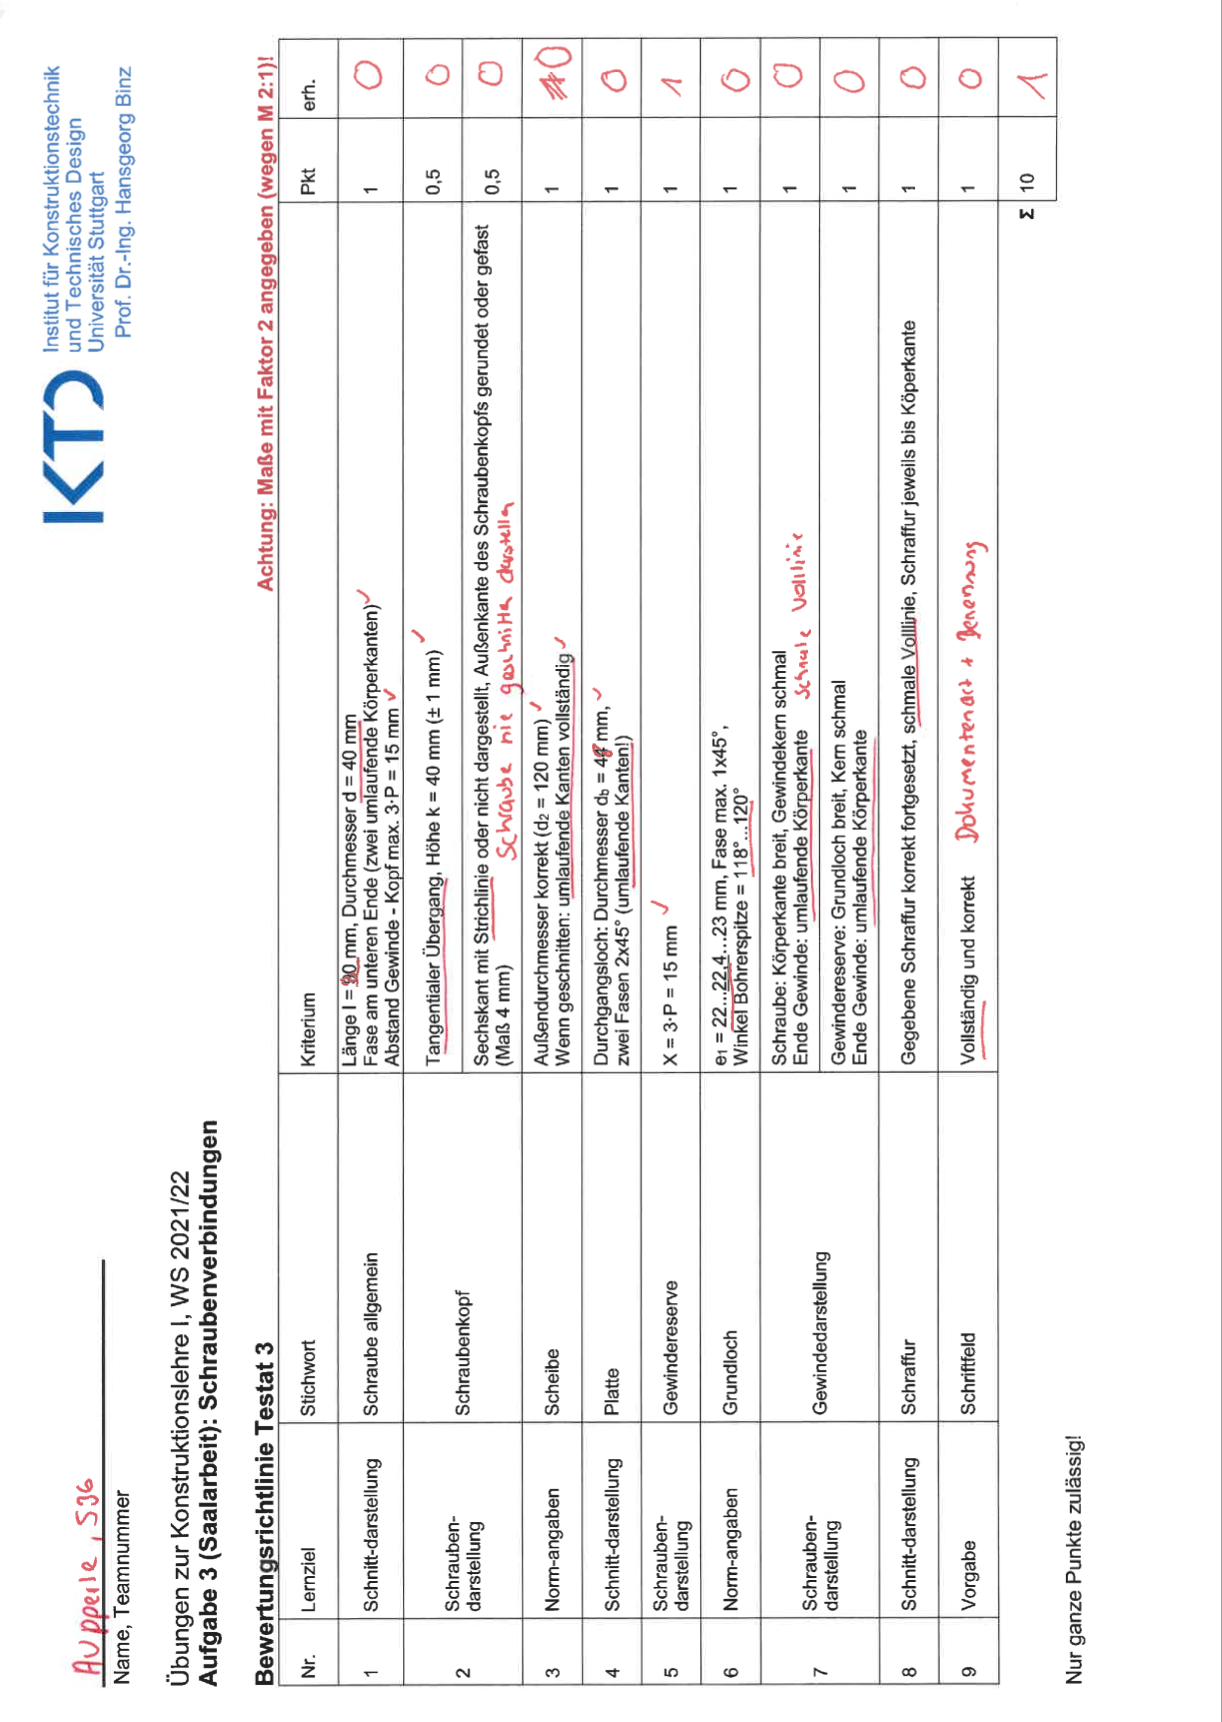 Aupperle, S36
Name, Teamnummer
KTD
Institut für Konstruktionstechnik
und Technisches Design
Universität Stuttgart
Prof. Dr.-Ing. Hansgeorg Binz
Übungen zur Konstruktionslehre I, WS 2021/22
Aufgabe 3 (Saalarbeit): Schraubenverbindungen
Bewertungsrichtlinie Testat 3
Achtung: Maße mit Faktor 2 angegeben (wegen M 2:1)!
Nr. Lernziel Stichwort Kriterium Pkt erh.
1 Schnitt-darstellung Schraube allgemein
Länge l = 90 mm, Durchmesser d = 40 mm
Fase am unteren Ende (zwei umlaufende Körperkanten) ✓
Abstand Gewinde - Kopf max. 3·P = 15 mm ✓
1 0
2 Schrauben-
darstellung
Schraubenkopf
Tangentialer Übergang, Höhe k = 40 mm (± 1 mm) ✓
0,5 0
Sechskant mit Strichlinie oder nicht dargestellt, Außenkante des Schraubenkopfs gerundet oder gefast
(Maß 4 mm) Schraube nie geschnitten darstellen
0,5 0
3 Norm-angaben Scheibe
Außendurchmesser korrekt (d2 = 120 mm) ✓
Wenn geschnitten: umlaufende Kanten vollständig ✓
1 0
4 Schnitt-darstellung Platte
Durchgangsloch: Durchmesser db = 48 mm, ✓
zwei Fasen 2x45° (umlaufende Kanten!)
1 0
5 Schrauben-
darstellung
Gewindereserve
X = 3·P = 15 mm ✓
1 1
6 Norm-angaben Grundloch
e1 = 22...22,4...23 mm, Fase max. 1x45°,
Winkel Bohrerspitze = 118°...120°
1 0
7 Schrauben-
darstellung
Gewindedarstellung
Schraube: Körperkante breit, Gewindekern schmal
Ende Gewinde: umlaufende Körperkante schmale Volllinie
1 0
Gewindereserve: Grundloch breit, Kern schmal
Ende Gewinde: umlaufende Körperkante
1 0
8 Schnitt-darstellung Schraffur
Gegebene Schraffur korrekt fortgesetzt, schmale Volllinie, Schraffur jeweils bis Köperkante
1 0
9 Vorgabe Schriftfeld
Vollständig und korrekt Dokumentenart + Benennung
1 0
Σ 10 1
Nur ganze Punkte zulässig!